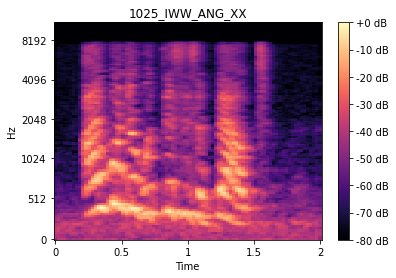 1025_IWW_ANG_XX
+0 dB
8192
-10 dB
4096
-20 dB
-30 dB
2048
Hz
-40 dB
1024
-50 dB
512
-60 dB
-70 dB
0
-80 dB
0
0.5
1
1.5
2
Time